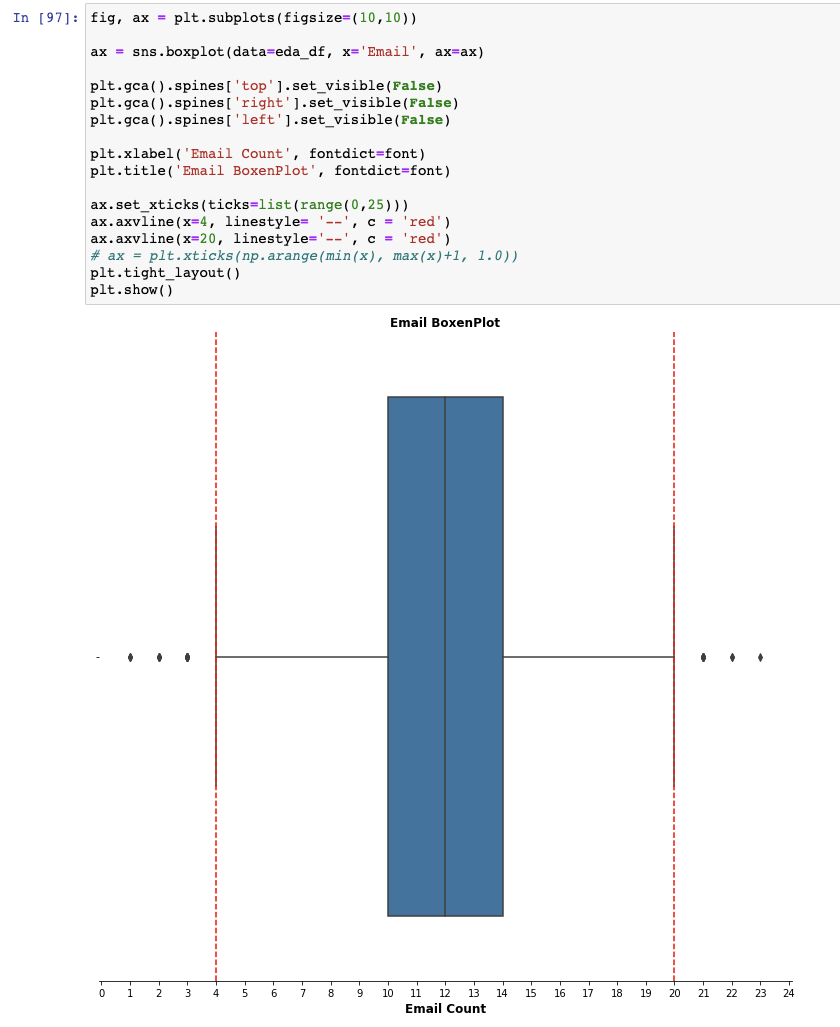 In [97]: fig, ax = plt.subplots(figsize=(10,10))
ax = sns.boxplot(data=eda_df, x='Email', ax=ax)
plt.gca().spines['top'].set_visible(False)
plt.gca().spines['right'].set_visible(False)
plt.gca().spines['left'].set_visible(False)
plt.xlabel('Email Count', fontdict=font)
plt.title('Email BoxenPlot', fontdict=font)
ax.set_xticks(ticks=list(range(0,25)))
ax.axvline(x=4, linestyle= '--', c = 'red')
ax.axvline(x=20, linestyle='--', c = 'red')
# ax = plt.xticks(np.arange(min(x), max(x)+1, 1.0))
plt.tight_layout()
plt.show()
Email BoxenPlot
0 1 2 3 4 5 6 7 8 9 10 11 12 13 14 15 16 17 18 19 20 21 22 23 24
Email Count